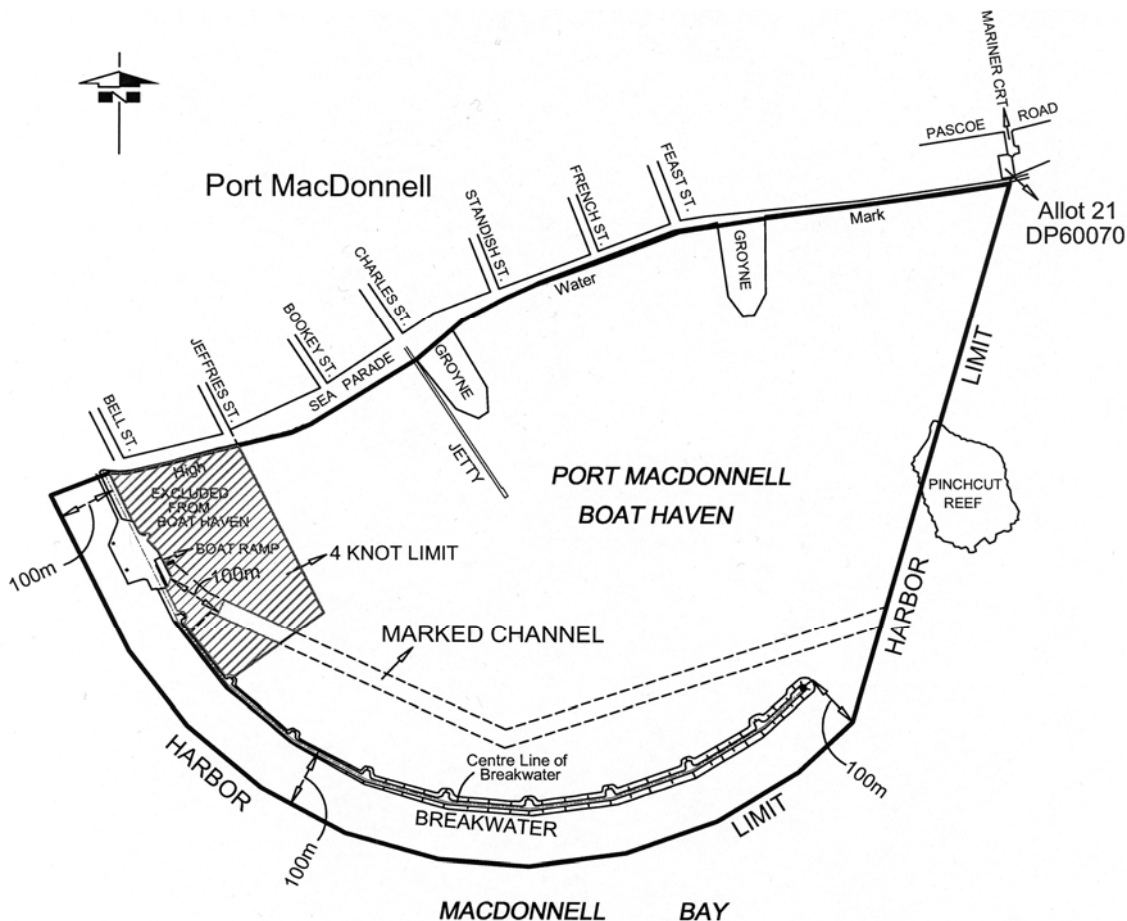 MARINER CRT
PASCOE ROAD
Port MacDonnell
FEAST ST.
FRENCH ST.
STANDISH ST.
CHARLES ST.
BOOKEY ST.
JEFFRIES ST.
BELL ST.
Allot 21
DP60070
Mark
Water
High
GROYNE
GROYNE
SEA PARADE
JETTY
LIMIT
HARBOR
PORT MACDONNELL
BOAT HAVEN
PINCHCUT
REEF
EXCLUDED
FROM
BOAT HAVEN
BOAT RAMP
100m
100m
4 KNOT LIMIT
MARKED CHANNEL
Centre Line of
Breakwater
BREAKWATER
HARBOR
LIMIT
100m
100m
MACDONNELL BAY
N